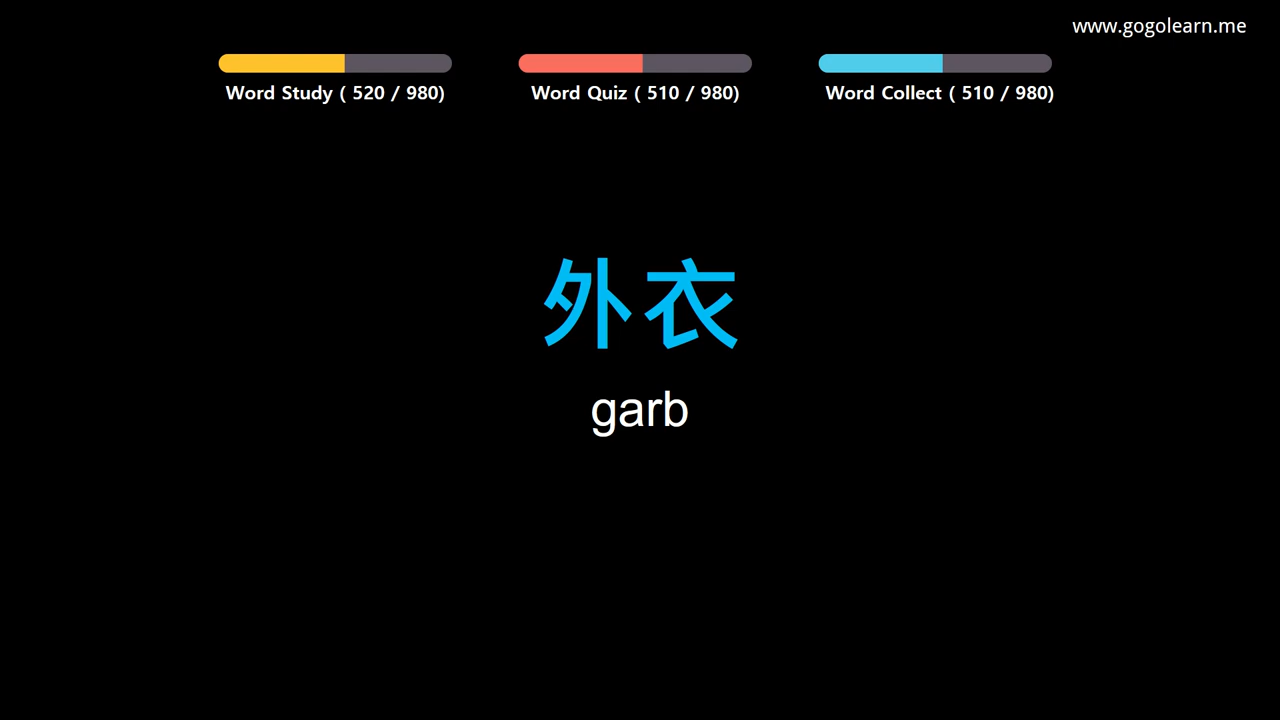 www.gogolearn.me
Word Study ( 520 / 980)
Word Quiz ( 510 / 980)
Word Collect ( 510 / 980)
外衣
garb